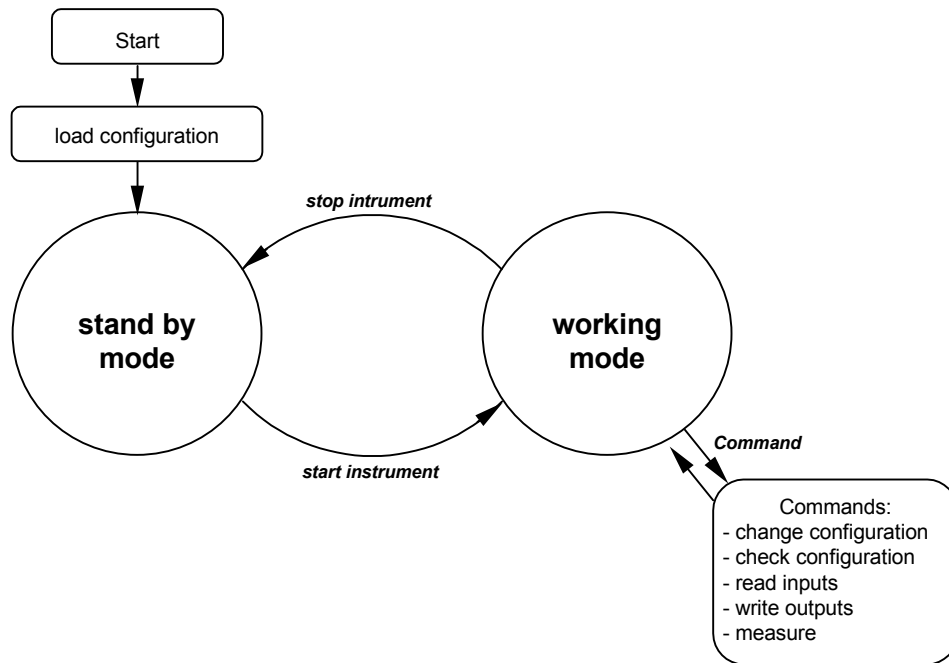 Start
load configuration
stop intrument
stand by
mode
working
mode
start instrument
Command
Commands:
- change configuration
- check configuration
- read inputs
- write outputs
- measure